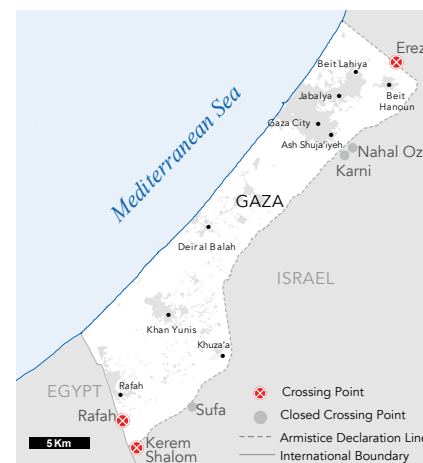 Erez
Beit Lahiya
Jabalya
Beit
Hanoun
Gaza City
Ash Shuja'iyeh
Nahal Oz
Karni
Mediterranean Sea
GAZA
Deir al Balah
ISRAEL
Khan Yunis
Khuza'a
EGYPT
Rafah
Rafah
Sufa
Kerem
Shalom
5 Km
Crossing Point
Closed Crossing Point
Armistice Declaration Line
International Boundary